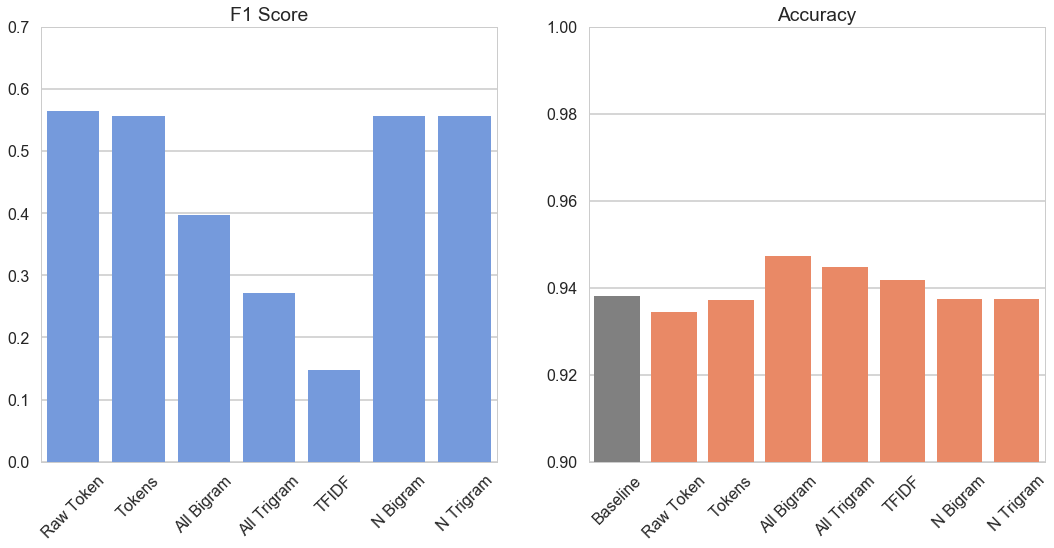 F1 Score
0.7
0.6
0.5
0.4
0.3
0.2
0.1
0.0
Raw Token
Tokens
All Bigram
All Trigram
TFIDF
N Bigram
N Trigram
Accuracy
1.00
0.98
0.96
0.94
0.92
0.90
Baseline
Raw Token
Tokens
All Bigram
All Trigram
TFIDF
N Bigram
N Trigram